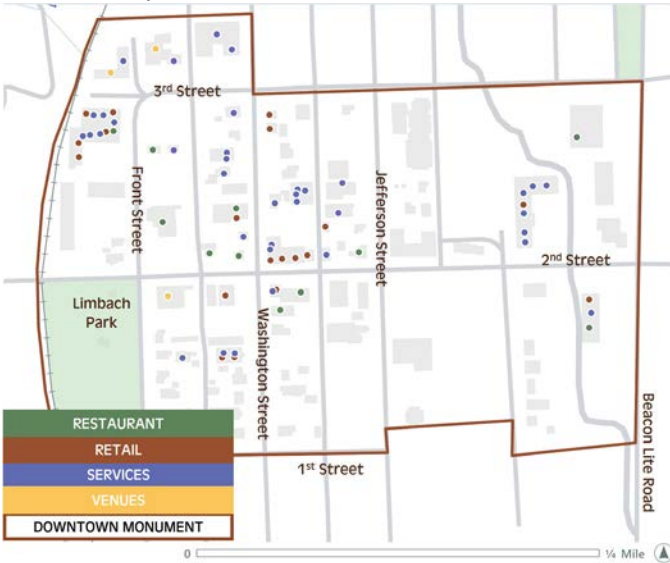 3rd Street
Front Street
Jefferson Street
2nd Street
Limbach
Park
Washington Street
Beacon Lite Road
RESTAURANT
RETAIL
SERVICES
VENUES
DOWNTOWN MONUMENT
1st Street
0
¼ Mile